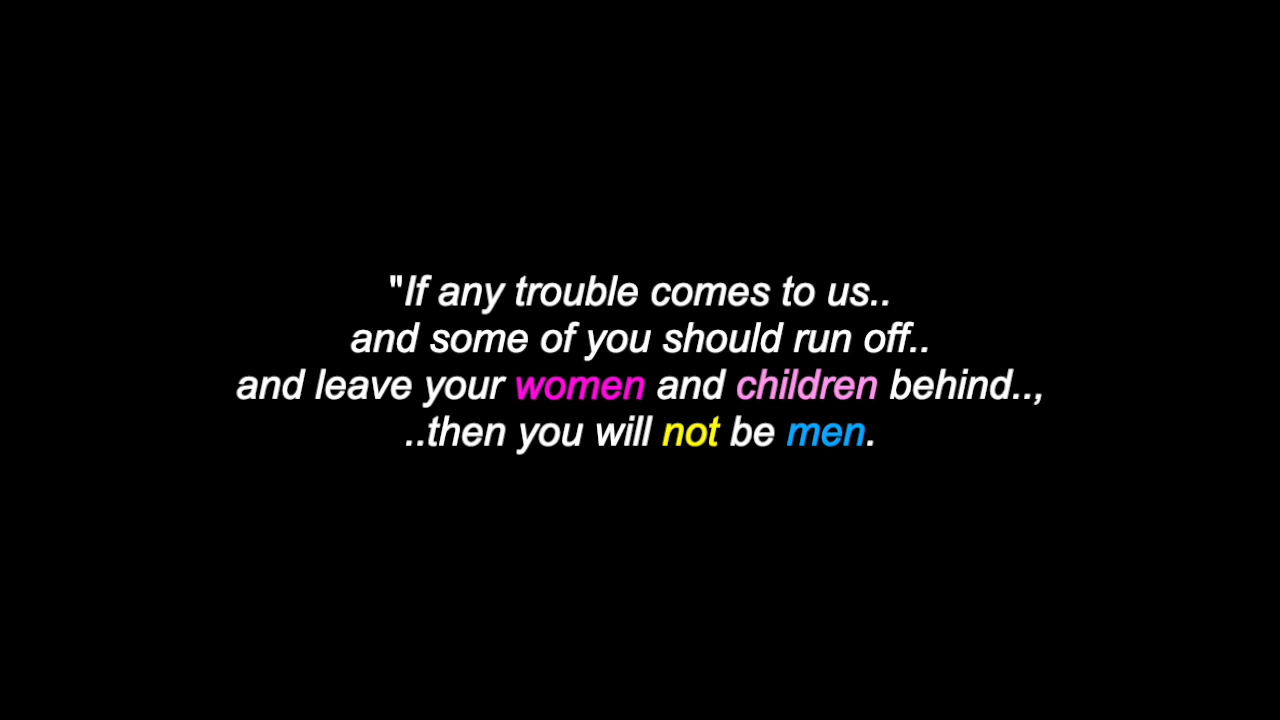 "If any trouble comes to us..
and some of you should run off..
and leave your women and children behind..,
..then you will not be men.